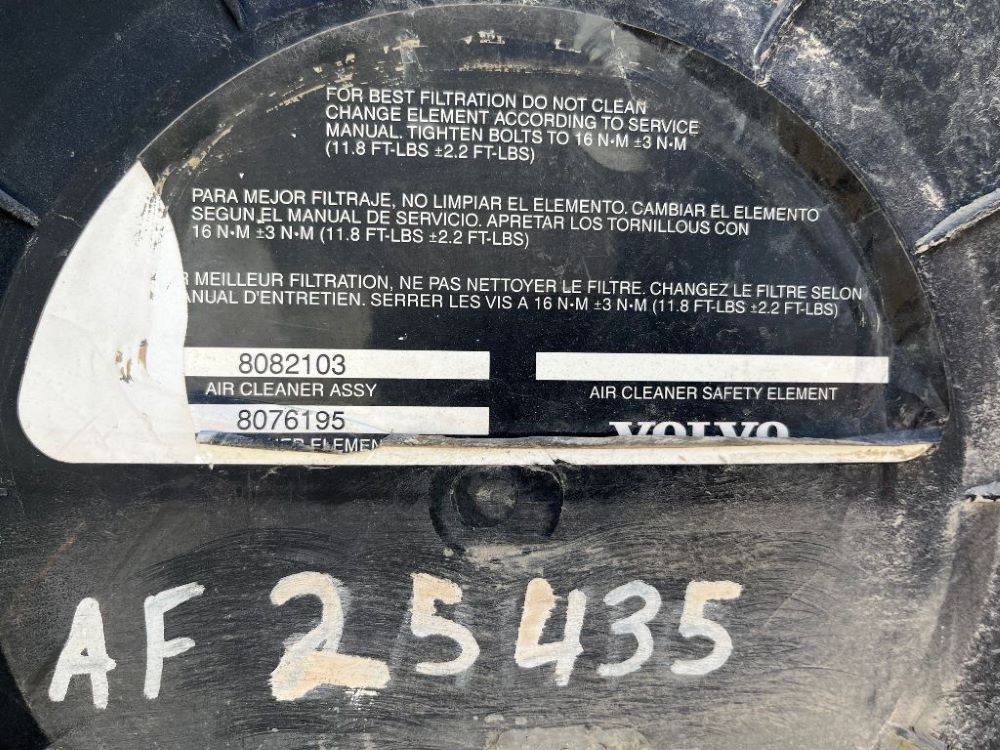 FOR BEST FILTRATION DO NOT CLEAN
CHANGE ELEMENT ACCORDING TO SERVICE
MANUAL. TIGHTEN BOLTS TO 16 N•M ±3 N•M
(11.8 FT-LBS ±2.2 FT-LBS)
PARA MEJOR FILTRAJE, NO LIMPIAR EL ELEMENTO. CAMBIAR EL ELEMENTO
SEGUN EL MANUAL DE SERVICIO. APRETAR LOS TORNILLOUS CON
16 N•M ±3 N•M (11.8 FT-LBS ±2.2 FT-LBS)
R MEILLEUR FILTRATION, NE PAS NETTOYER LE FILTRE. CHANGEZ LE FILTRE SELON
ANUAL D'ENTRETIEN. SERRER LES VIS A 16 N•M ±3 N•M (11.8 FT-LBS ±2.2 FT-LBS)
8082103
AIR CLEANER ASSY
AIR CLEANER SAFETY ELEMENT
8076195
VOLVO
AF 25435